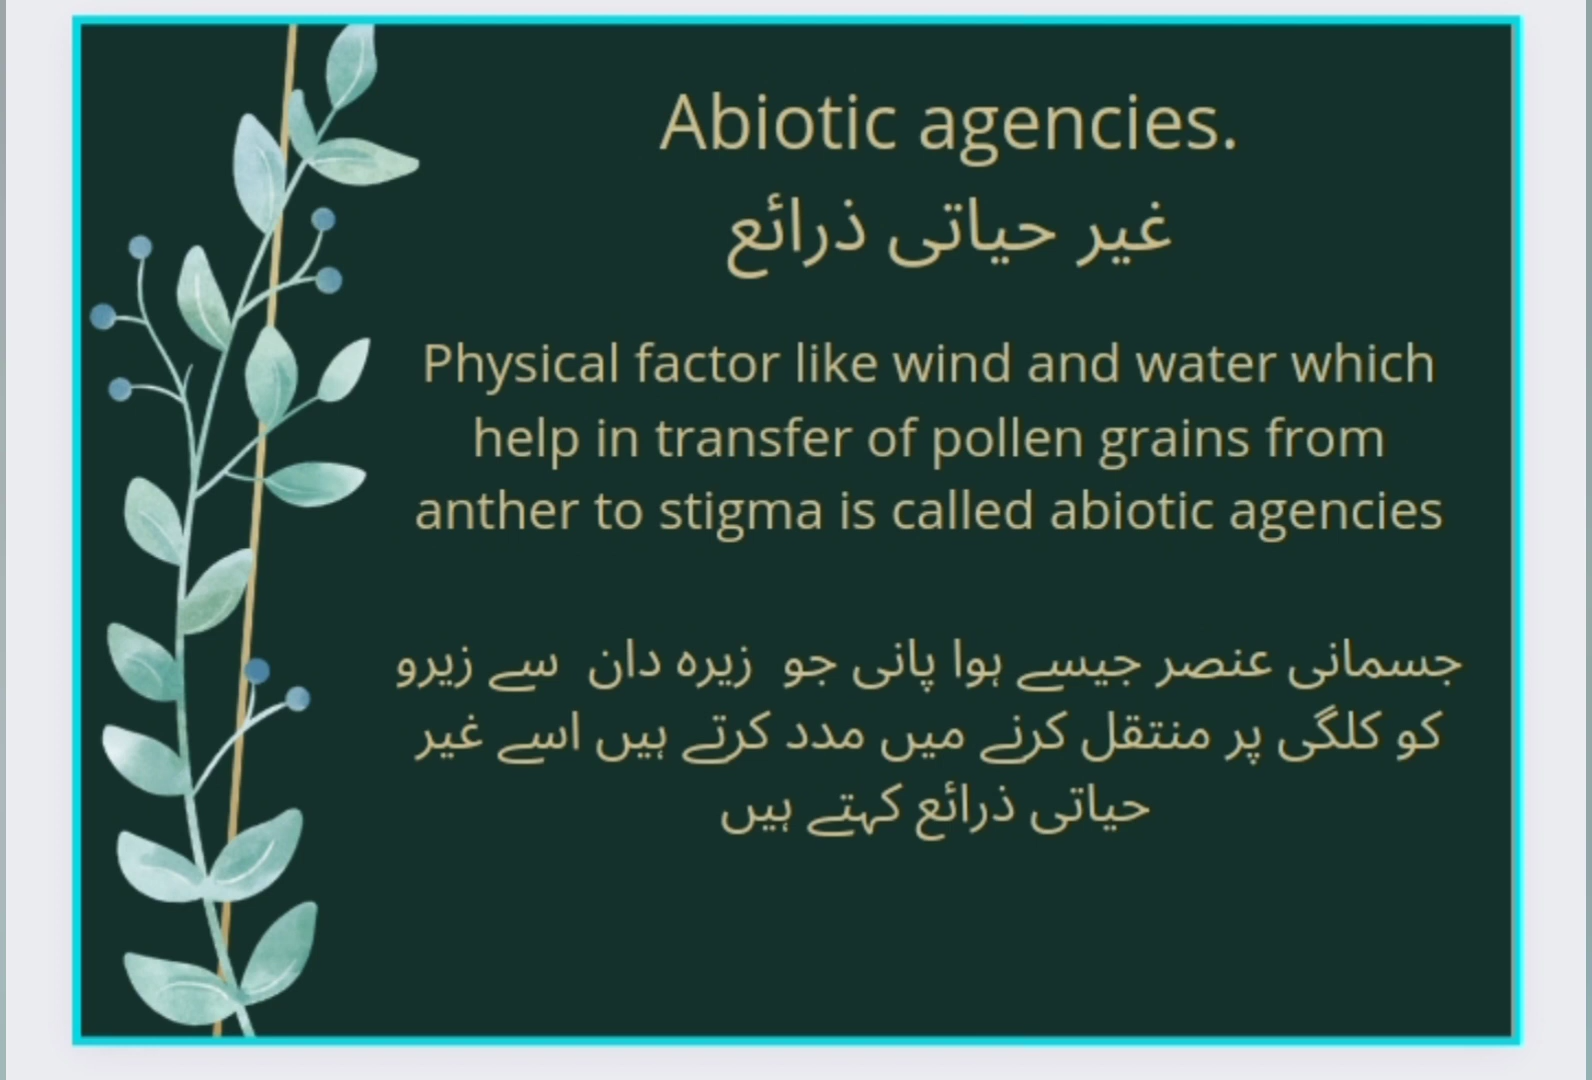 Abiotic agencies.
غیر حیاتی ذرائع
Physical factor like wind and water which
help in transfer of pollen grains from
anther to stigma is called abiotic agencies
جسمانی عنصر جیسے ہوا پانی جو زیرہ دان سے زیرو
کو کلگی پر منتقل کرنے میں مدد کرتے ہیں اسے غیر
حیاتی ذرائع کہتے ہیں